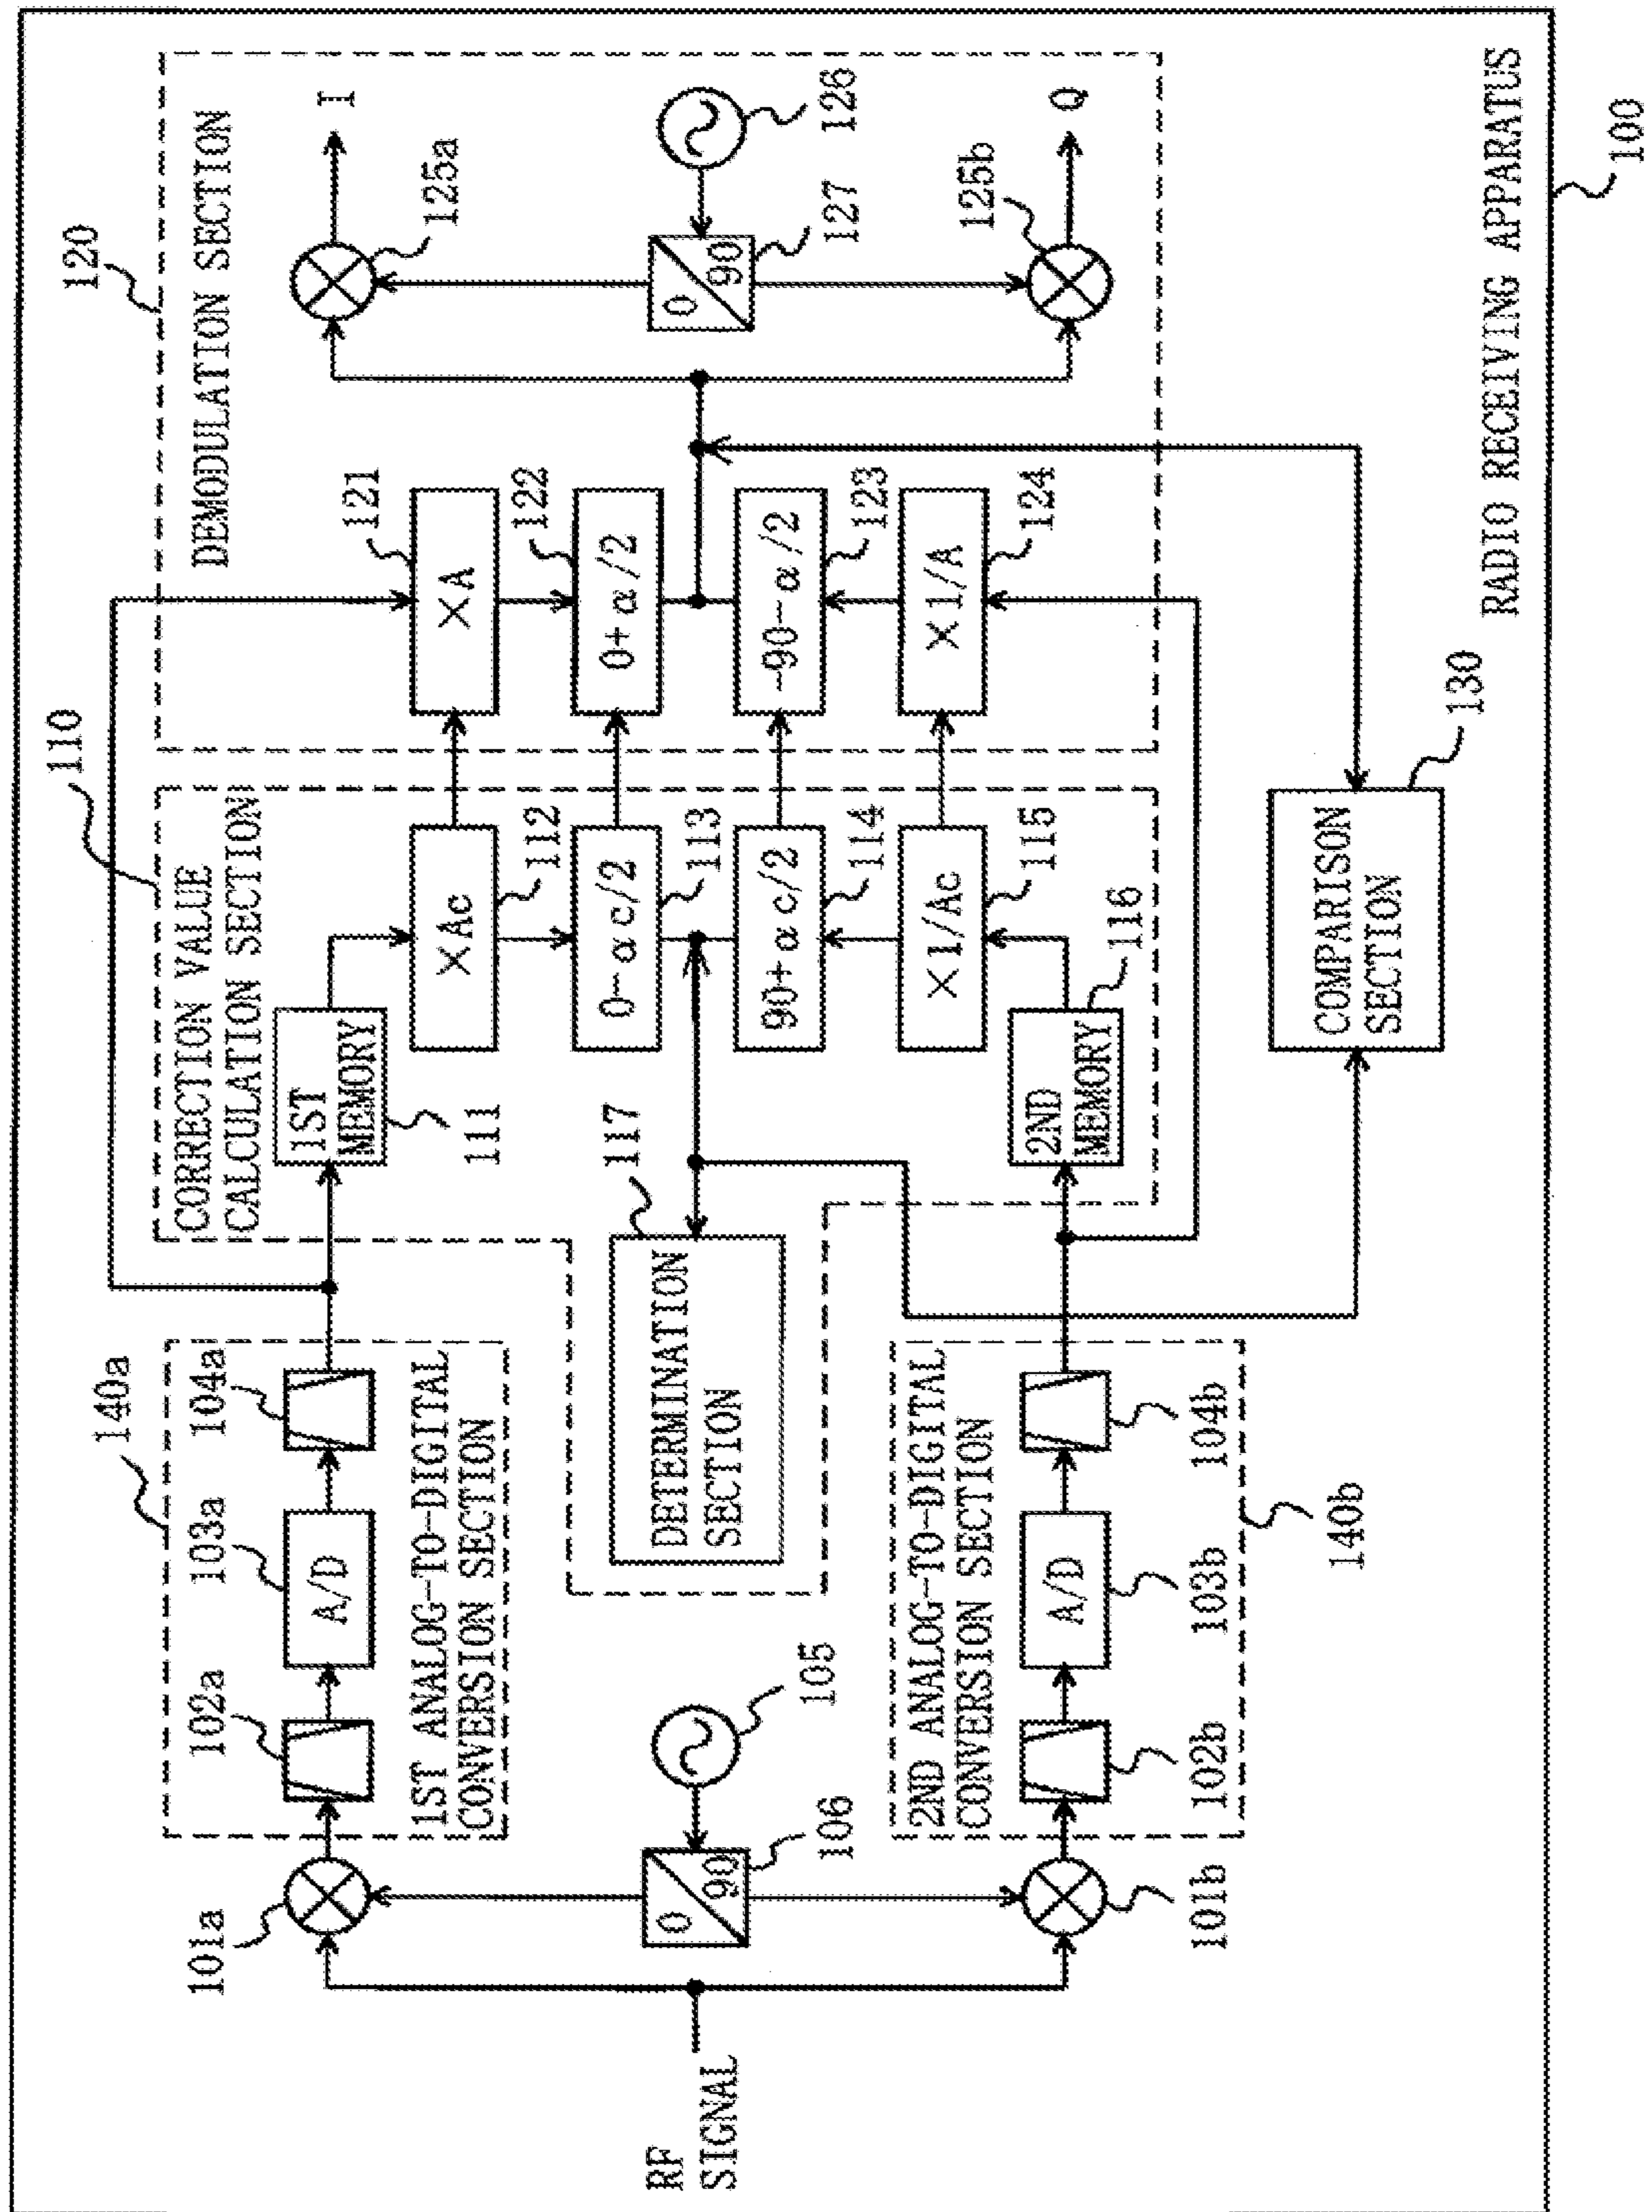 120
110
DEMODULATION SECTION
CORRECTION VALUE
CALCULATION SECTION
140a
102a
103a
104a
101a
A/D
1ST ANALOG-TO-DIGITAL
CONVERSION SECTION
1ST
MEMORY
111
×Ac
112
×A
121
0-αc/2
113
0+α/2
122
90+αc/2
114
-90-α/2
123
×1/Ac
115
×1/A
124
2ND
MEMORY
116
117
DETERMINATION
SECTION
I
125a
126
0
90
127
125b
Q
RF
SIGNAL
0
90
106
105
2ND ANALOG-TO-DIGITAL
CONVERSION SECTION
A/D
101b
102b
103b
104b
140b
COMPARISON
SECTION
130
RADIO RECEIVING APPARATUS
100